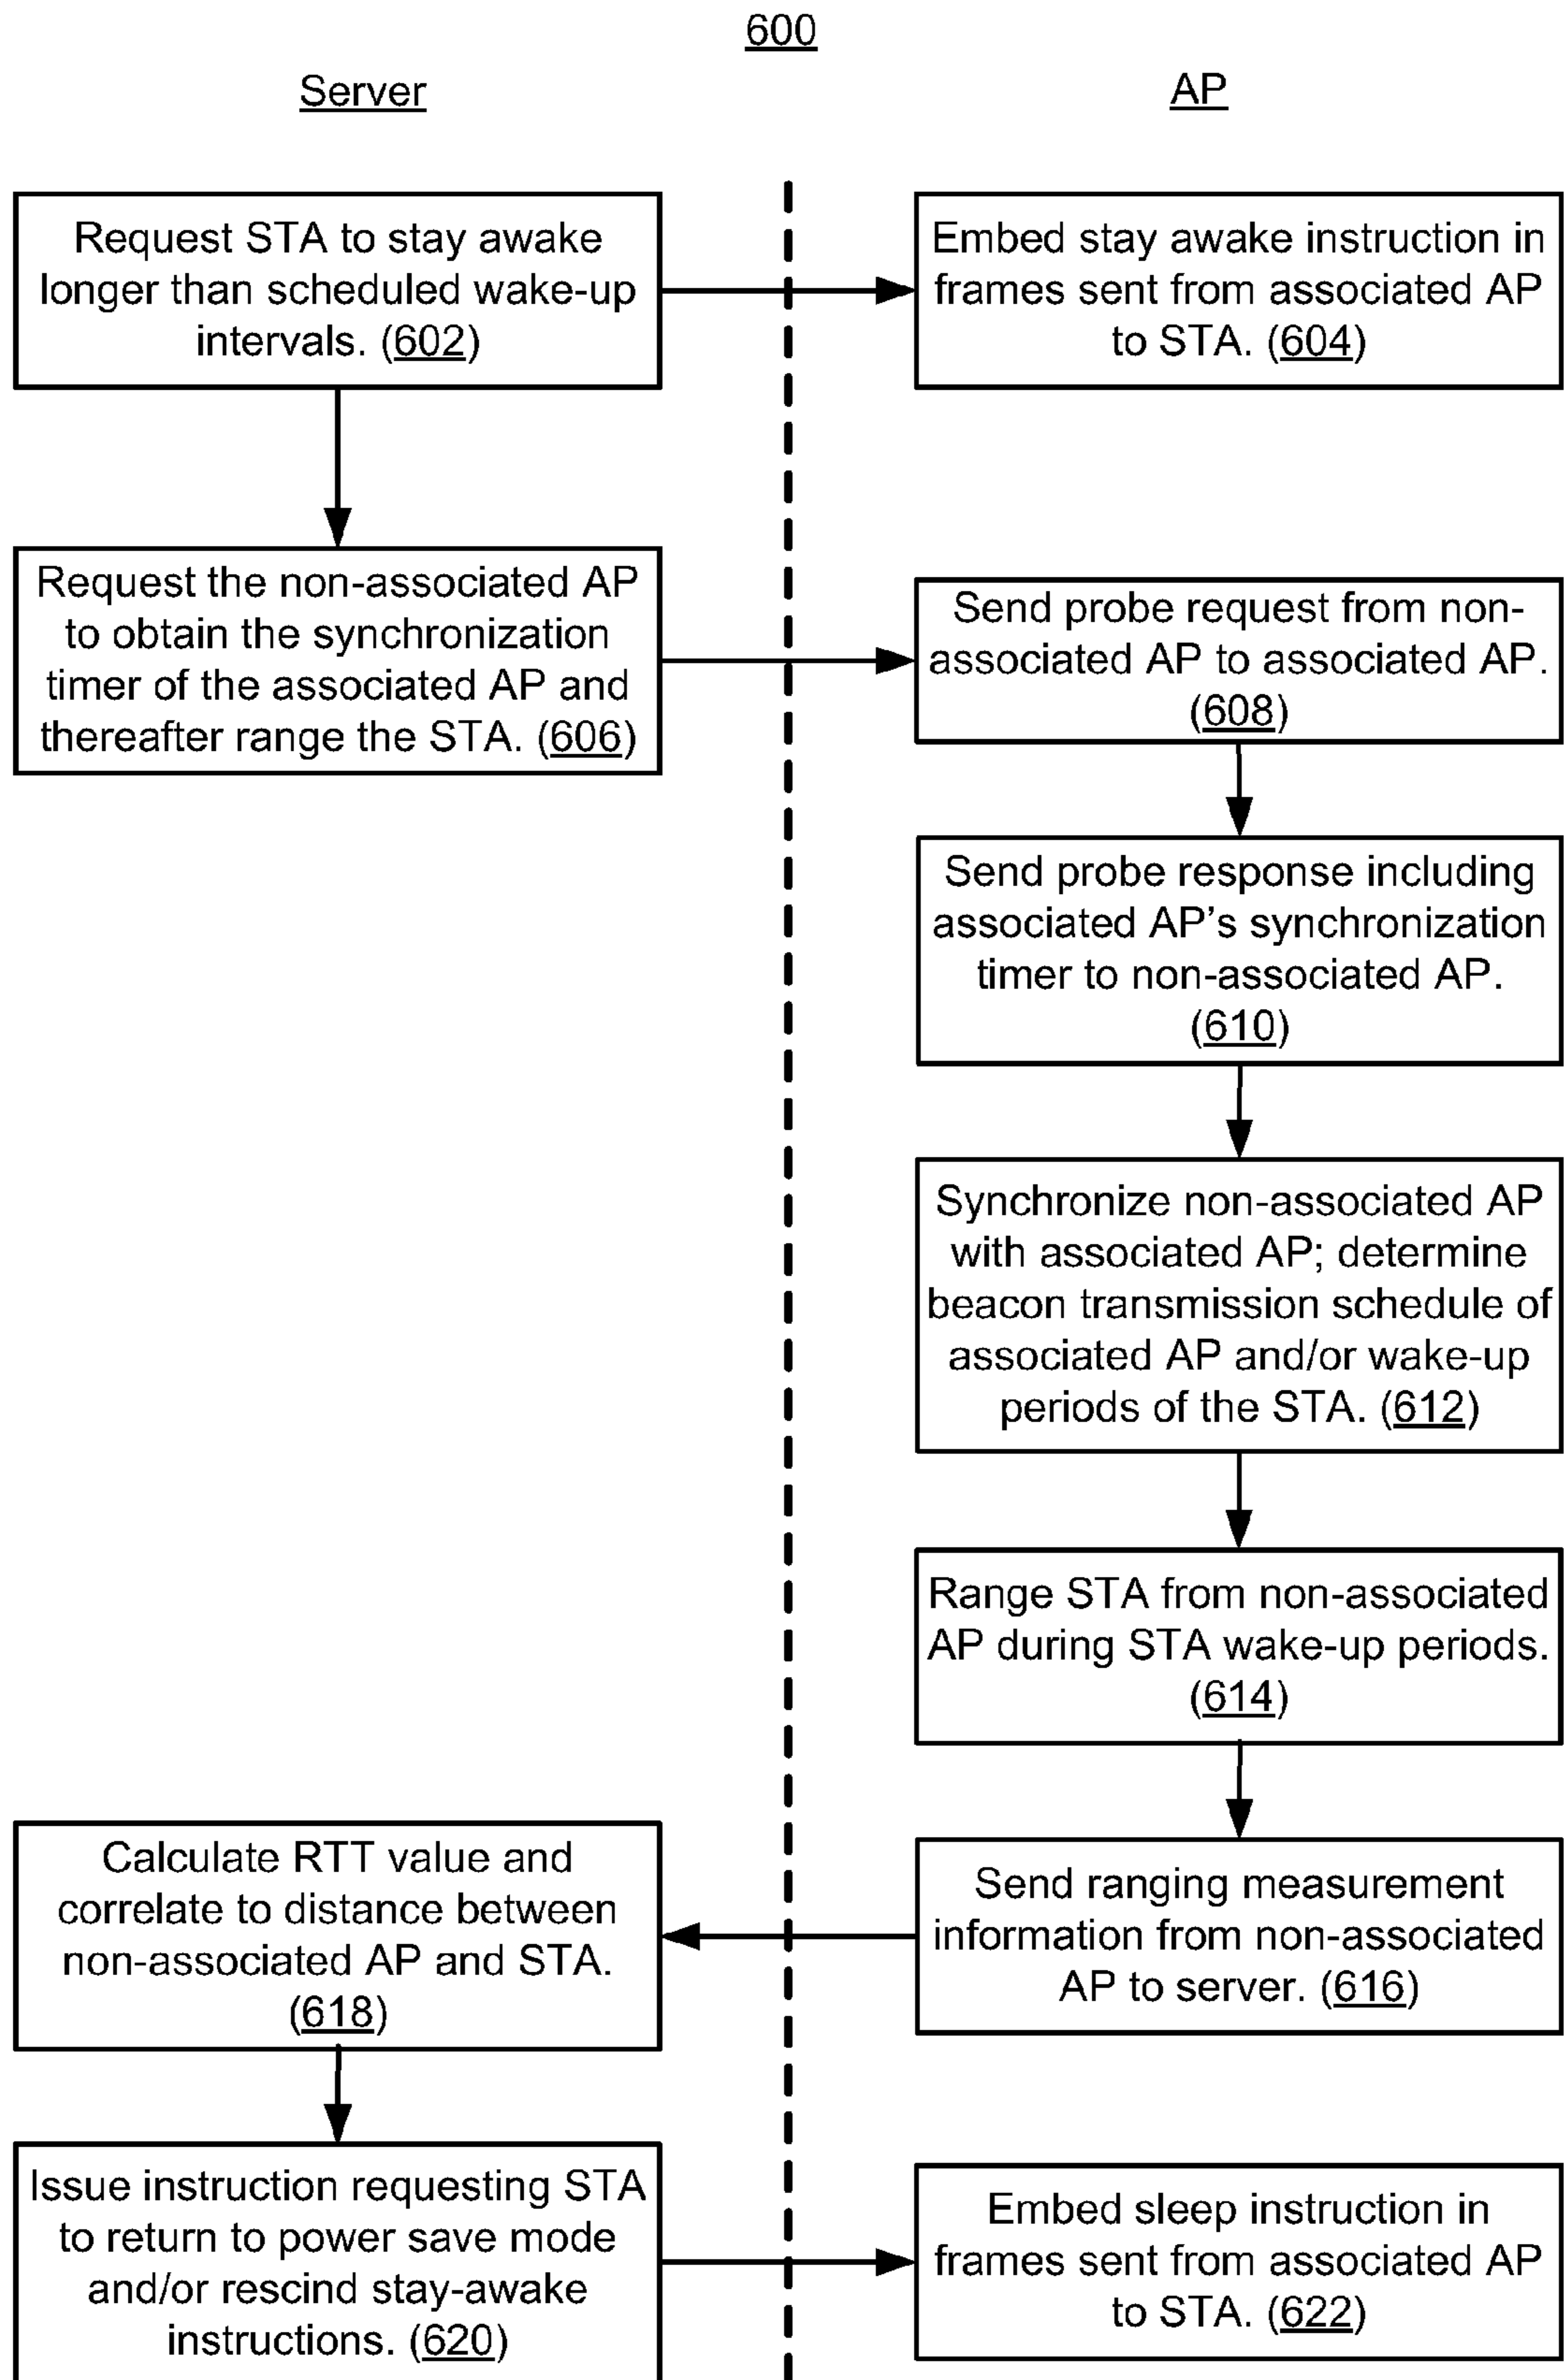 600
Server
AP
Request STA to stay awake
longer than scheduled wake-up
intervals. (602)
Embed stay awake instruction in
frames sent from associated AP
to STA. (604)
Request the non-associated AP
to obtain the synchronization
timer of the associated AP and
thereafter range the STA. (606)
Send probe request from non-
associated AP to associated AP.
(608)
Send probe response including
associated AP's synchronization
timer to non-associated AP.
(610)
Synchronize non-associated AP
with associated AP; determine
beacon transmission schedule of
associated AP and/or wake-up
periods of the STA. (612)
Range STA from non-associated
AP during STA wake-up periods.
(614)
Send ranging measurement
information from non-associated
AP to server. (616)
Calculate RTT value and
correlate to distance between
non-associated AP and STA.
(618)
Issue instruction requesting STA
to return to power save mode
and/or rescind stay-awake
instructions. (620)
Embed sleep instruction in
frames sent from associated AP
to STA. (622)